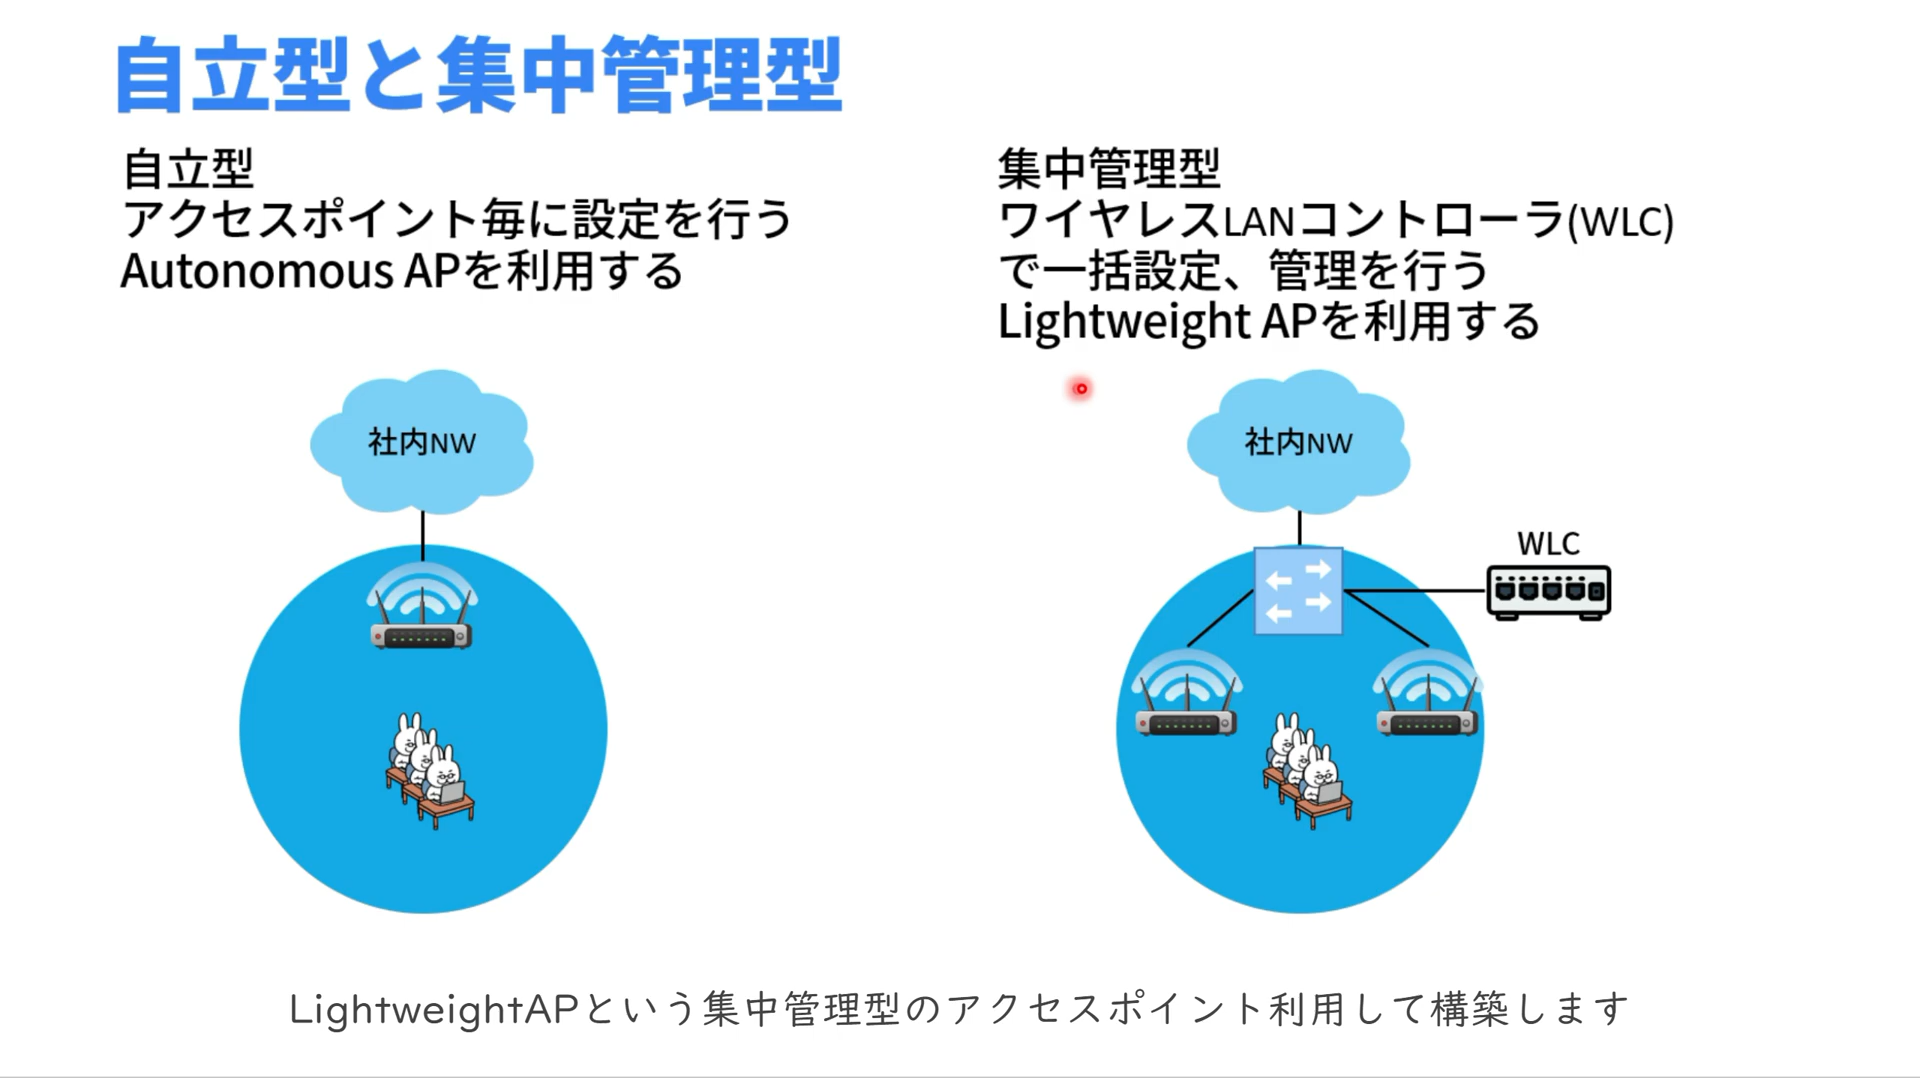 自立型と集中管理型
自立型
アクセスポイント毎に設定を行う
Autonomous APを利用する
集中管理型
ワイヤレスLANコントローラ(WLC)
で一括設定、管理を行う
Lightweight APを利用する
社内NW
社内NW
WLC
LightweightAPという集中管理型のアクセスポイント利用して構築します